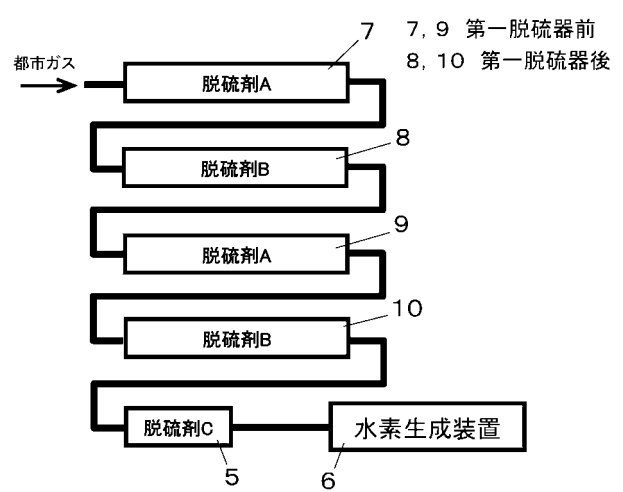 7
7, 9 第一脱硫器前
8, 10 第一脱硫器後
都市ガス
脱硫剤A
8
脱硫剤B
9
脱硫剤A
10
脱硫剤B
脱硫剤C
水素生成装置
5
6